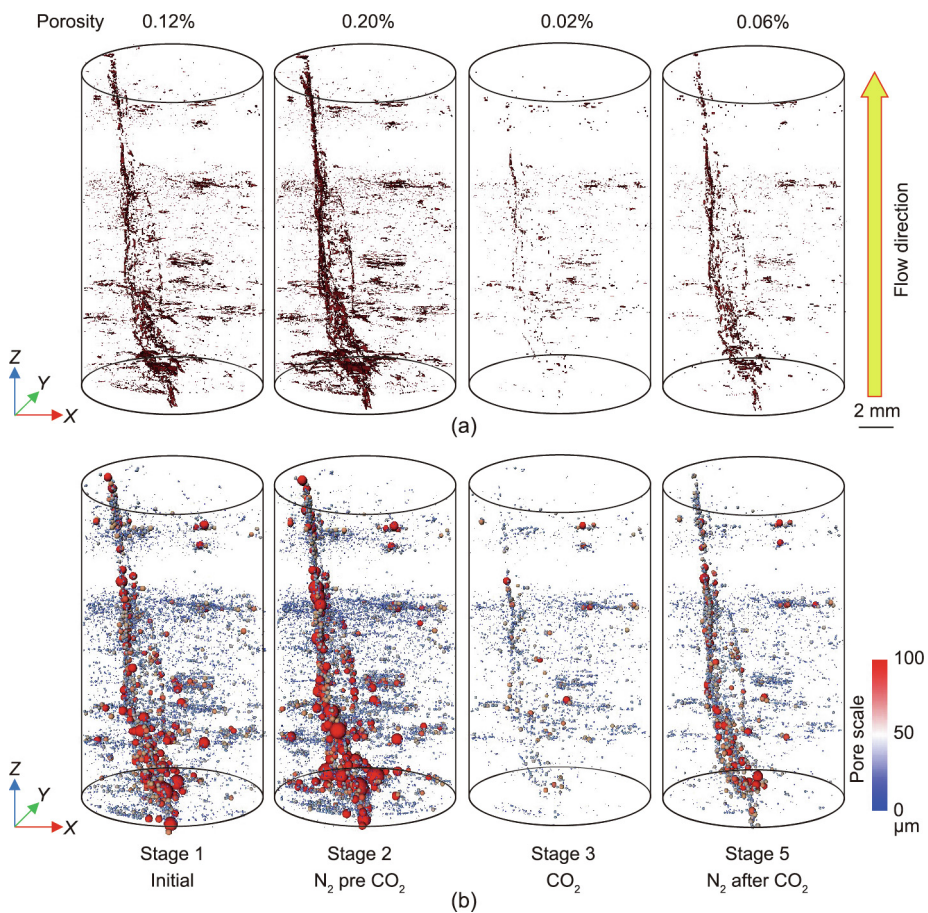 Porosity 0.12% 0.20% 0.02% 0.06%
Flow direction
Z
Y
X
2 mm
(a)
100
50
0
μm
Pore scale
Z
Y
X
Stage 1 Stage 2 Stage 3 Stage 5
Initial N₂ pre CO₂ CO₂ N₂ after CO₂
(b)